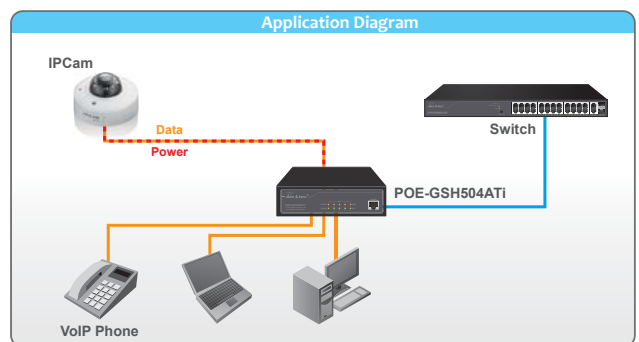 Application Diagram
IPCam
Data
Power
Switch
POE-GSH504ATi
VoIP Phone